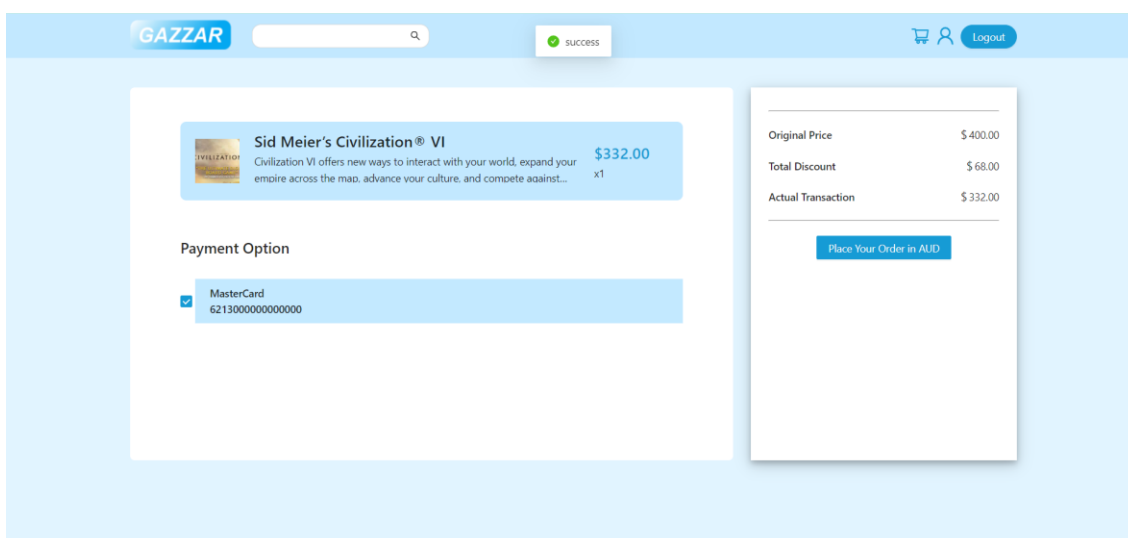 GAZZAR
success
Logout
Sid Meier's Civilization® VI
Civilization VI offers new ways to interact with your world, expand your
empire across the map, advance your culture, and compete against...
$332.00
x1
Payment Option
MasterCard
6213000000000000
Original Price $ 400.00
Total Discount $ 68.00
Actual Transaction $ 332.00
Place Your Order in AUD